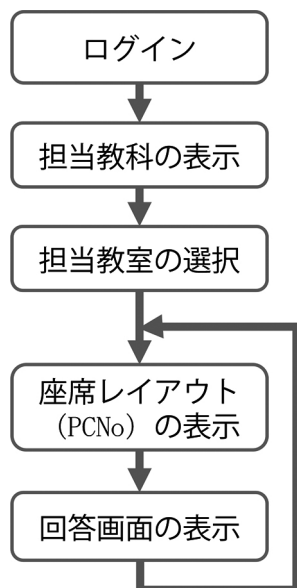 ログイン
担当教科の表示
担当教室の選択
座席レイアウト
（PCNo）の表示
回答画面の表示